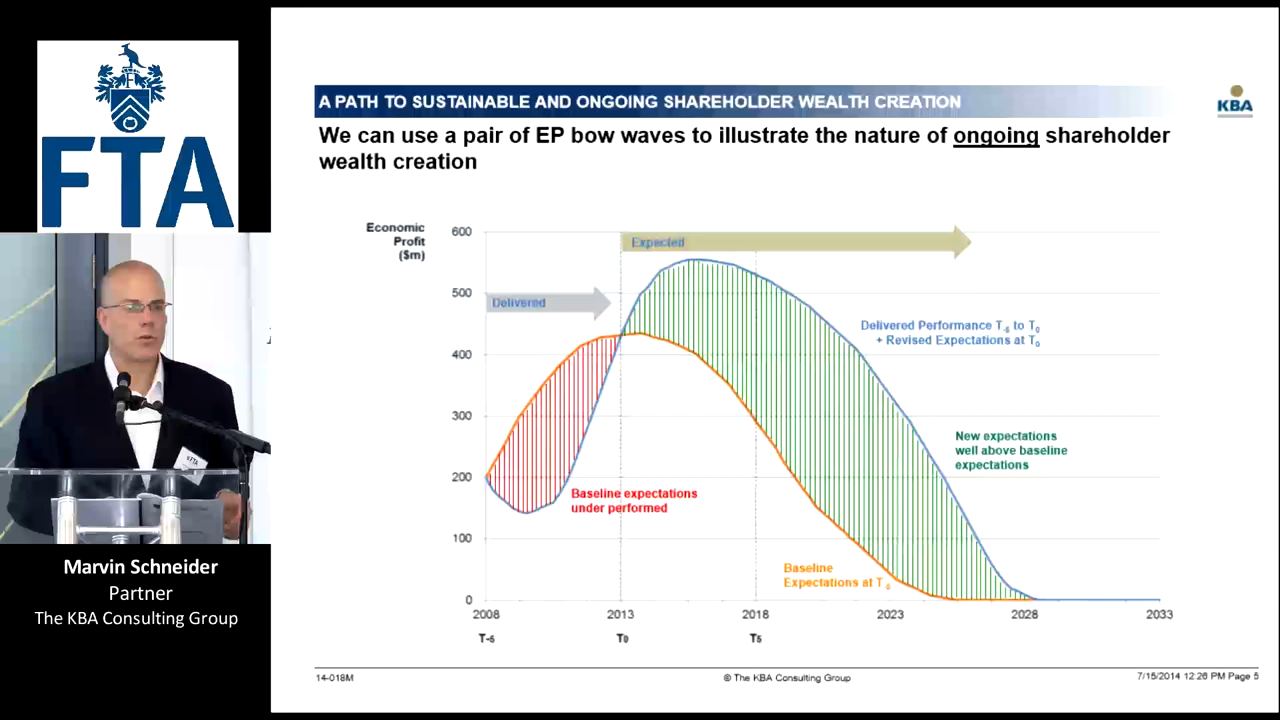 FTA
Marvin Schneider
Partner
The KBA Consulting Group
A PATH TO SUSTAINABLE AND ONGOING SHAREHOLDER WEALTH CREATION
KBA
We can use a pair of EP bow waves to illustrate the nature of ongoing shareholder
wealth creation
Economic
Profit
($m)
600
500
400
300
200
100
0
Expected
Delivered
Delivered Performance T-5 to T0
+ Revised Expectations at T0
New expectations
well above baseline
expectations
Baseline expectations
under performed
Baseline
Expectations at T
2008
2013
2018
2023
2028
2033
T-5
T0
T5
14-018M
© The KBA Consulting Group
7/15/2014 12:26 PM Page 5
FTA